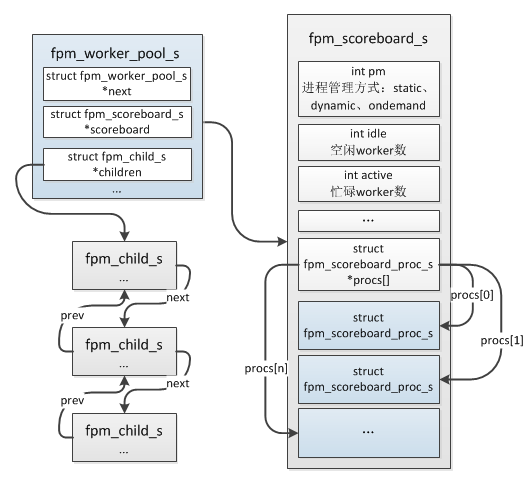 fpm_worker_pool_s
struct fpm_worker_pool_s
*next
struct fpm_scoreboard_s
*scoreboard
struct fpm_child_s
*children
...
fpm_child_s
...
prev
next
fpm_child_s
...
prev
next
fpm_child_s
...
fpm_scoreboard_s
int pm
进程管理方式：static、
dynamic、ondemand
int idle
空闲worker数
int active
忙碌worker数
...
struct
fpm_scoreboard_proc_s
*procs[]
procs[0]
struct
fpm_scoreboard_proc_s
procs[1]
procs[n]
struct
fpm_scoreboard_proc_s
...